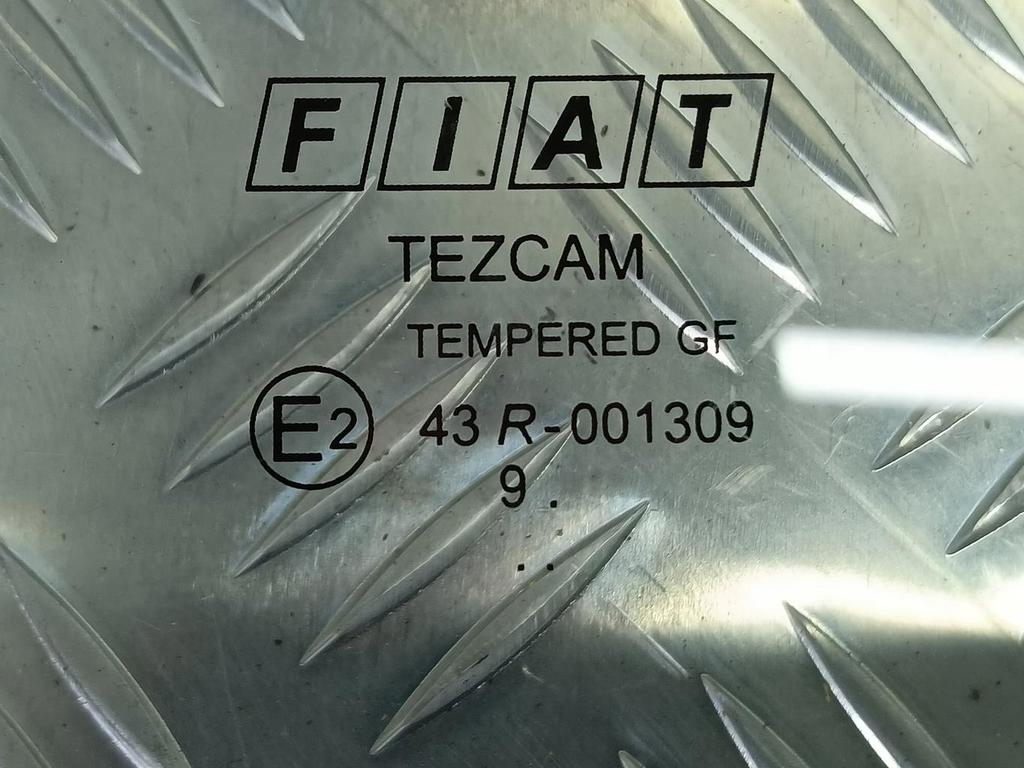 FIAT
TEZCAM
TEMPERED GF
E2 43 R-001309
9 .
. .